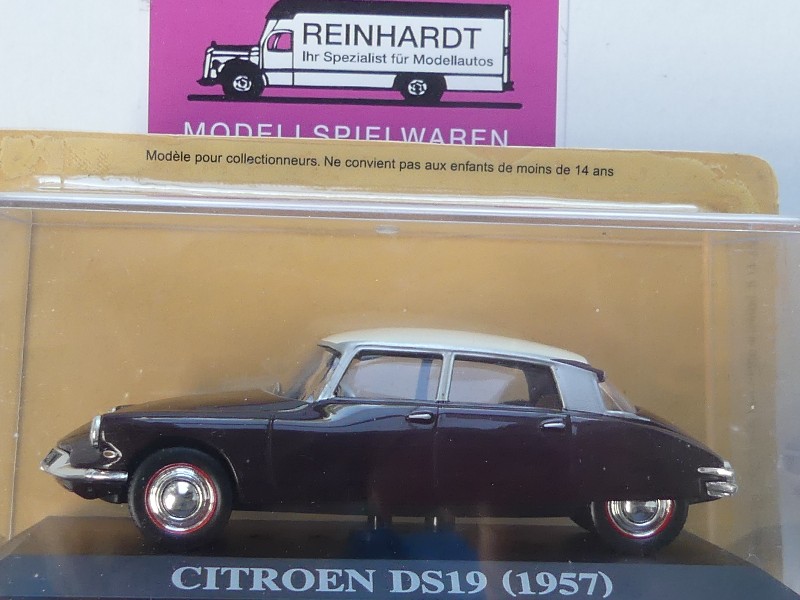 REINHARDT
Ihr Spezialist für Modellautos
MODELLSPIELWAREN
Modèle pour collectionneurs. Ne convient pas aux enfants de moins de 14 ans
CITROEN DS19 (1957)